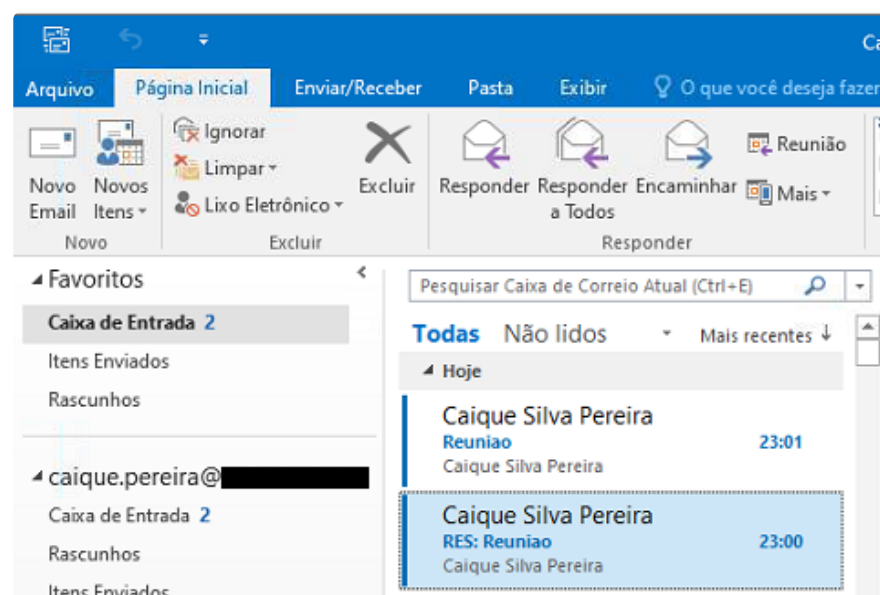 Ca
Arquivo Página Inicial Enviar/Receber Pasta Exibir O que você deseja fazer
Novo Email
Novos Itens
Novo
Ignorar
Limpar
Lixo Eletrônico
Excluir
Excluir
Responder
Responder a Todos
Encaminhar
Reunião
Mais
Responder
Favoritos
Caixa de Entrada 2
Itens Enviados
Rascunhos
caique.pereira@
Caixa de Entrada 2
Rascunhos
Itens Enviados
Pesquisar Caixa de Correio Atual (Ctrl+E)
Todas Não lidos Mais recentes ↓
Hoje
Caique Silva Pereira
Reuniao 23:01
Caique Silva Pereira
Caique Silva Pereira
RES: Reuniao 23:00
Caique Silva Pereira